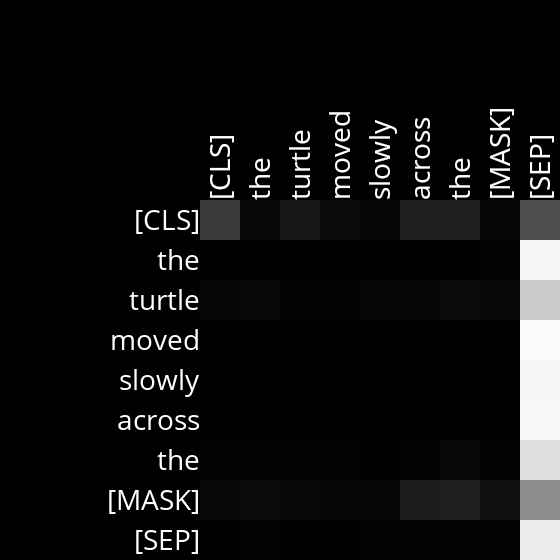 [CLS] the turtle moved slowly across the [MASK] [SEP]
[CLS]
the
turtle
moved
slowly
across
the
[MASK]
[SEP]